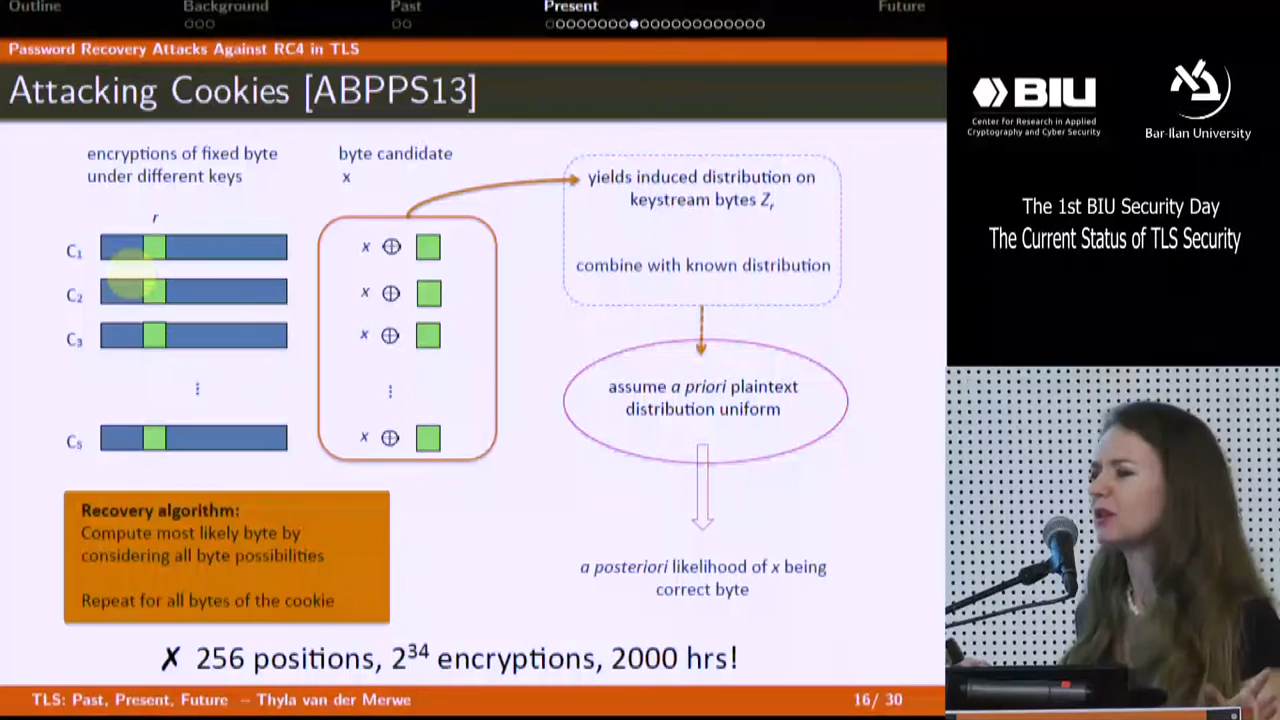 Outline Background Past Present Future
Password Recovery Attacks Against RC4 in TLS
Attacking Cookies [ABPPS13]
encryptions of fixed byte
under different keys
r
C₁
C₂
C₃
⋮
C₅
byte candidate
x
x ⊕
x ⊕
x ⊕
⋮
x ⊕
yields induced distribution on
keystream bytes Zᵣ
combine with known distribution
assume a priori plaintext
distribution uniform
a posteriori likelihood of x being
correct byte
Recovery algorithm:
Compute most likely byte by
considering all byte possibilities
Repeat for all bytes of the cookie
✗ 256 positions, 2³⁴ encryptions, 2000 hrs!
TLS: Past, Present, Future – Thyla van der Merwe 16/ 30
BIU
Center for Research in Applied
Cryptography and Cyber Security
Bar-Ilan University
The 1st BIU Security Day
The Current Status of TLS Security